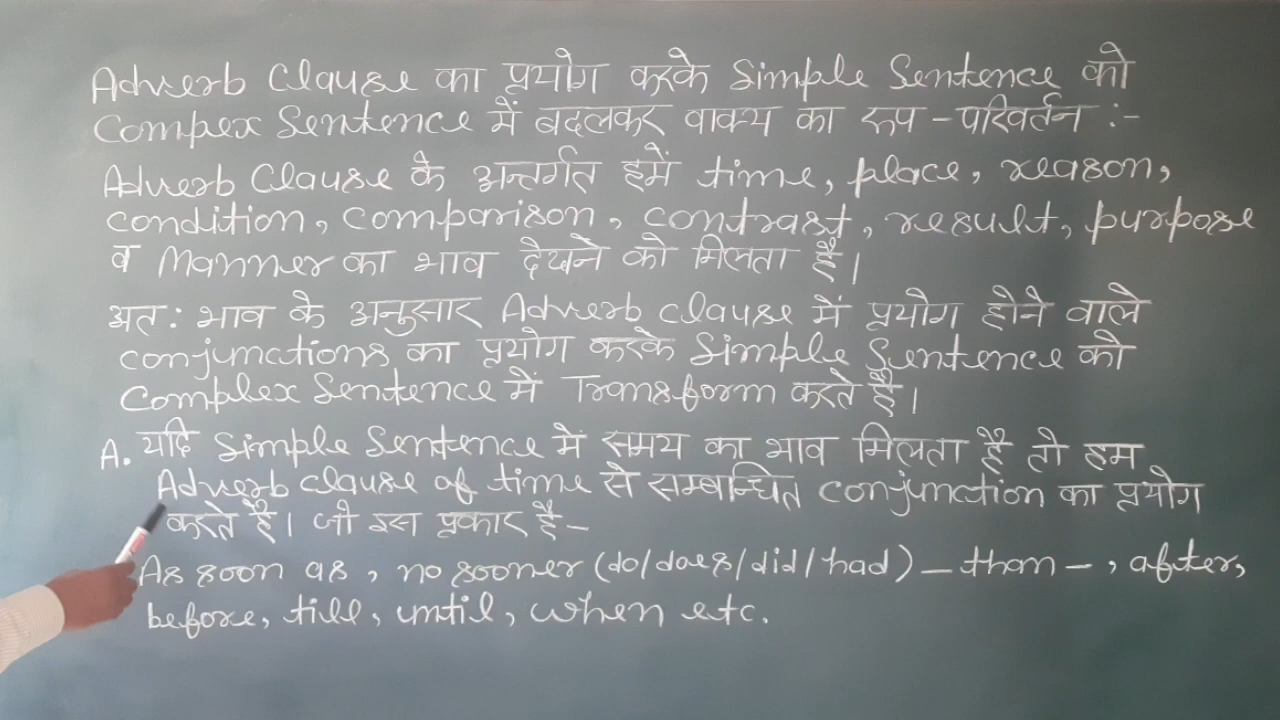 Adverb Clause का प्रयोग करके Simple Sentence को
Compex Sentence में बदलकर वाक्य का रूप - परिवर्तन :-
Adverb Clause के अन्तर्गत हमें time, place, reason,
condition, comparison, contrast, result, purpose
व Manner का भाव देखने को मिलता है।
अत: भाव के अनुसार Adverb clause में प्रयोग होने वाले
conjunctions का प्रयोग करके Simple Sentence को
Complex Sentence में Transform करते हैं।
A. यदि Simple Sentence में समय का भाव मिलता है तो हम
Adverb clause of time से सम्बन्धित conjunction का प्रयोग
करते हैं। जो इस प्रकार है -
As soon as, no sooner (do/does/did/had) - than - , after,
before, till, until, when etc.